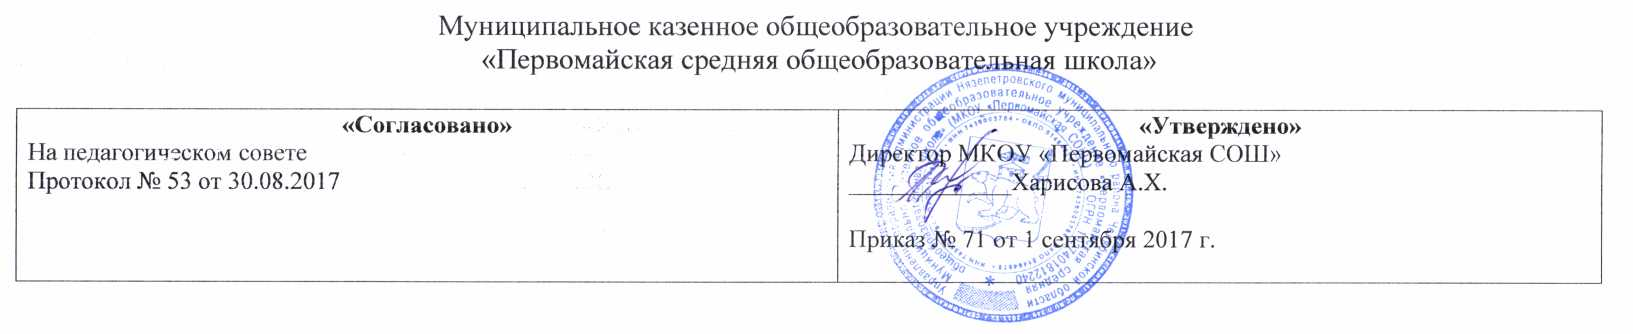 Муниципальное казенное общеобразовательное учреждение
«Первомайская средняя общеобразовательная школа»
«Согласовано»
На педагогическом совете
Протокол № 53 от 30.08.2017
«Утверждено»
Директор МКОУ «Первомайская СОШ»
Харисова А.Х.
Приказ № 71 от 1 сентября 2017 г.